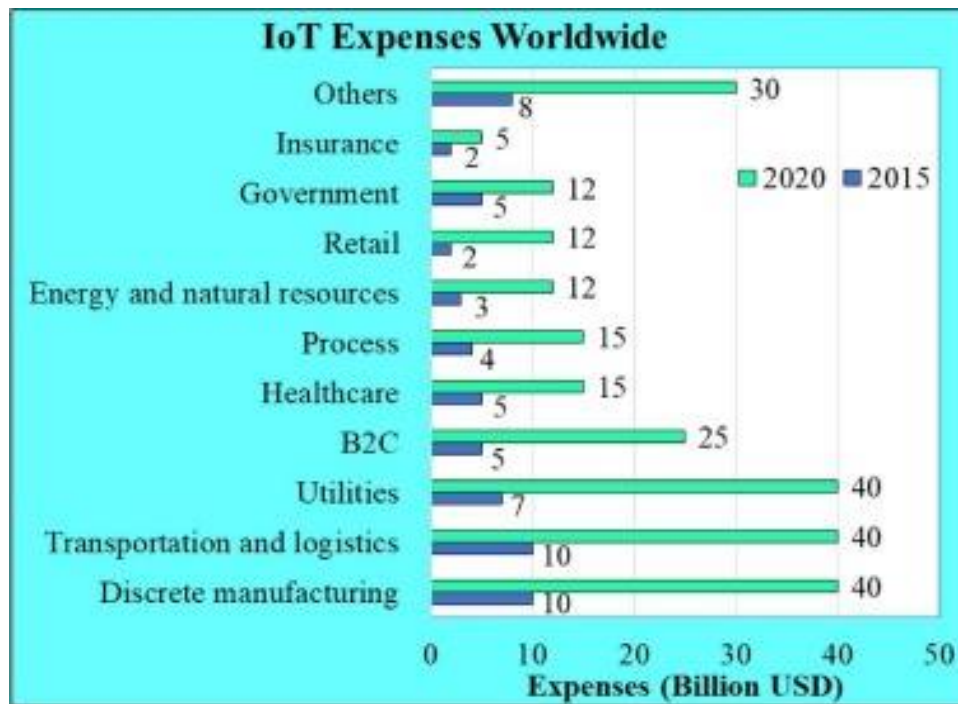 IoT Expenses Worldwide
Others 30
8
Insurance 5
2
2020 2015
Government 12
5
Retail 12
2
Energy and natural resources 12
3
Process 15
4
Healthcare 15
5
B2C 25
5
Utilities 40
7
Transportation and logistics 40
10
Discrete manufacturing 40
10
0 10 20 30 40 50
Expenses (Billion USD)